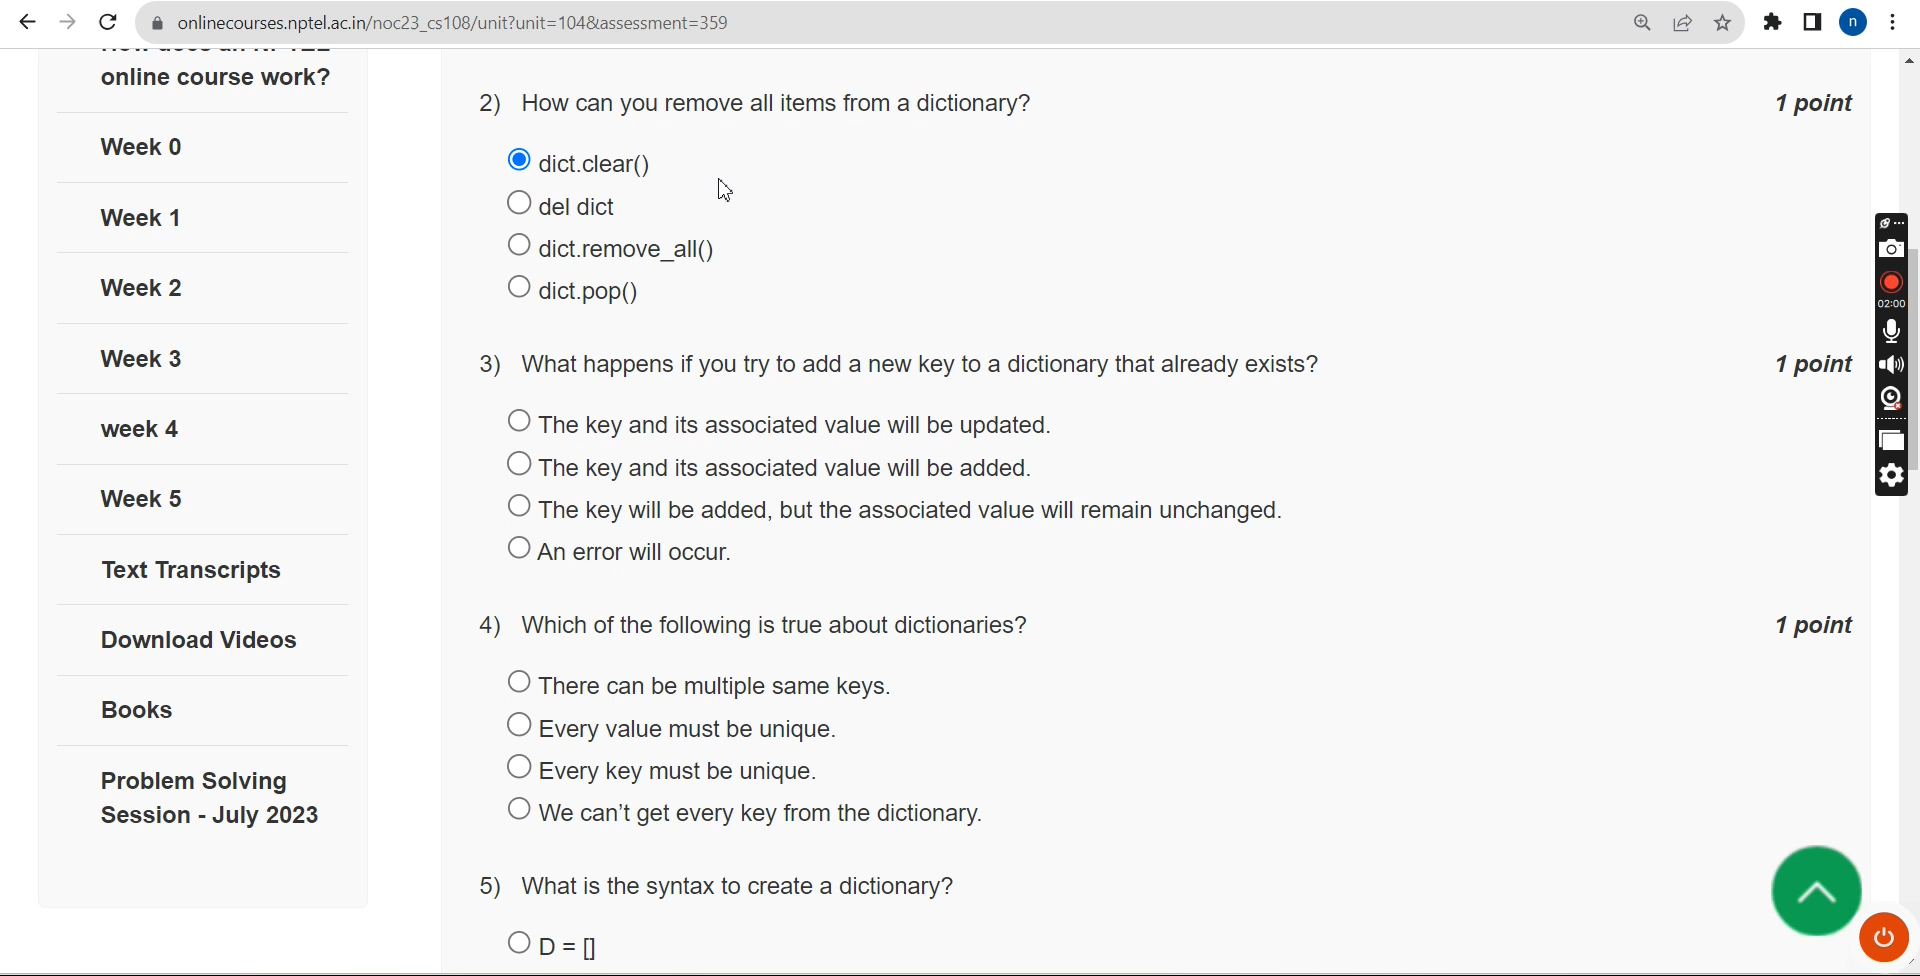 onlinecourses.nptel.ac.in/noc23_cs108/unit?unit=104&assessment=359
n
online course work?
Week 0
Week 1
Week 2
Week 3
week 4
Week 5
Text Transcripts
Download Videos
Books
Problem Solving
Session - July 2023
2) How can you remove all items from a dictionary? 1 point
dict.clear()
del dict
dict.remove_all()
dict.pop()
3) What happens if you try to add a new key to a dictionary that already exists? 1 point
The key and its associated value will be updated.
The key and its associated value will be added.
The key will be added, but the associated value will remain unchanged.
An error will occur.
4) Which of the following is true about dictionaries? 1 point
There can be multiple same keys.
Every value must be unique.
Every key must be unique.
We can’t get every key from the dictionary.
5) What is the syntax to create a dictionary?
D = []
02:00